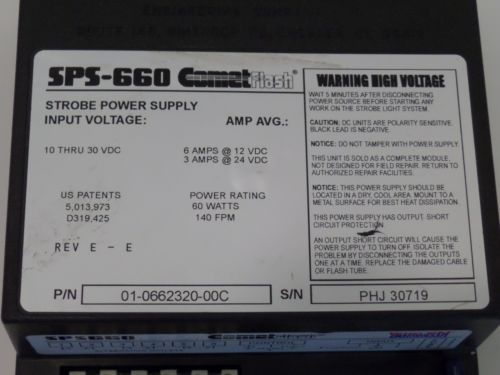 SPS-660 Comet Flash®
STROBE POWER SUPPLY
INPUT VOLTAGE: AMP AVG.:
10 THRU 30 VDC 6 AMPS @ 12 VDC
3 AMPS @ 24 VDC
US PATENTS POWER RATING
5,013,973 60 WATTS
D319,425 140 FPM
REV E - E
WARNING HIGH VOLTAGE
WAIT 5 MINUTES AFTER DISCONNECTING
POWER SOURCE BEFORE STARTING ANY
WORK ON THE STROBE LIGHT SYSTEM.
CAUTION: DC UNITS ARE POLARITY SENSITIVE.
BLACK LEAD IS NEGATIVE.
NOTICE: DO NOT TAMPER WITH POWER SUPPLY.
THIS UNIT IS SOLD AS A COMPLETE MODULE,
NOT DESIGNED FOR FIELD REPAIR. RETURN TO
AUTHORIZED REPAIR FACILITIES.
NOTICE: THIS POWER SUPPLY SHOULD BE
LOCATED IN A DRY, COOL AREA. MOUNT TO A
METAL SURFACE FOR BEST HEAT DISSIPATION.
THIS POWER SUPPLY HAS OUTPUT SHORT
CIRCUIT PROTECTION.
AN OUTPUT SHORT CIRCUIT WILL CAUSE THE
POWER SUPPLY TO TURN OFF. ISOLATE THE
PROBLEM BY DISCONNECTING THE OUTPUTS
ONE AT A TIME. REPLACE THE DAMAGED CABLE
OR FLASH TUBE.
P/N 01-0662320-00C S/N PHJ 30719
SPS660 Comet